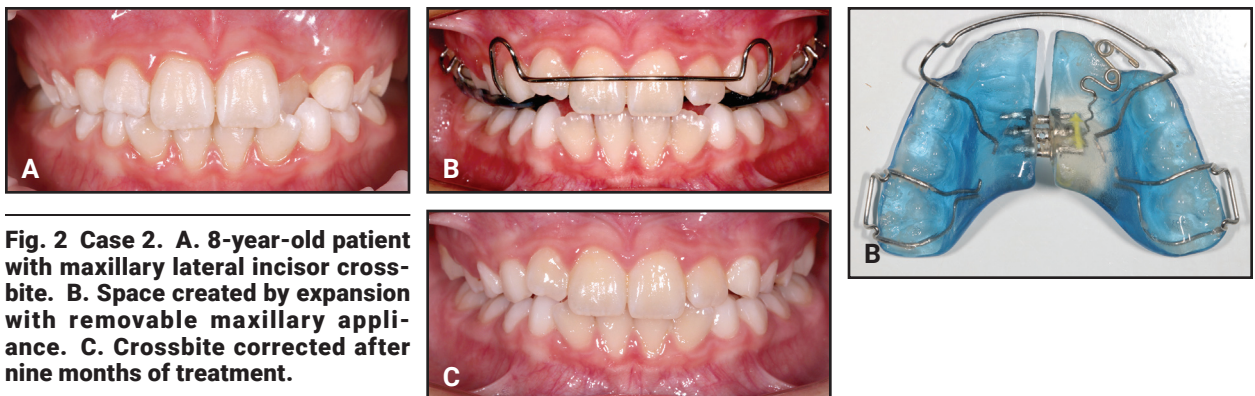 A
B
B
Fig. 2 Case 2. A. 8-year-old patient
with maxillary lateral incisor cross-
bite. B. Space created by expansion
with removable maxillary appli-
ance. C. Crossbite corrected after
nine months of treatment.
C